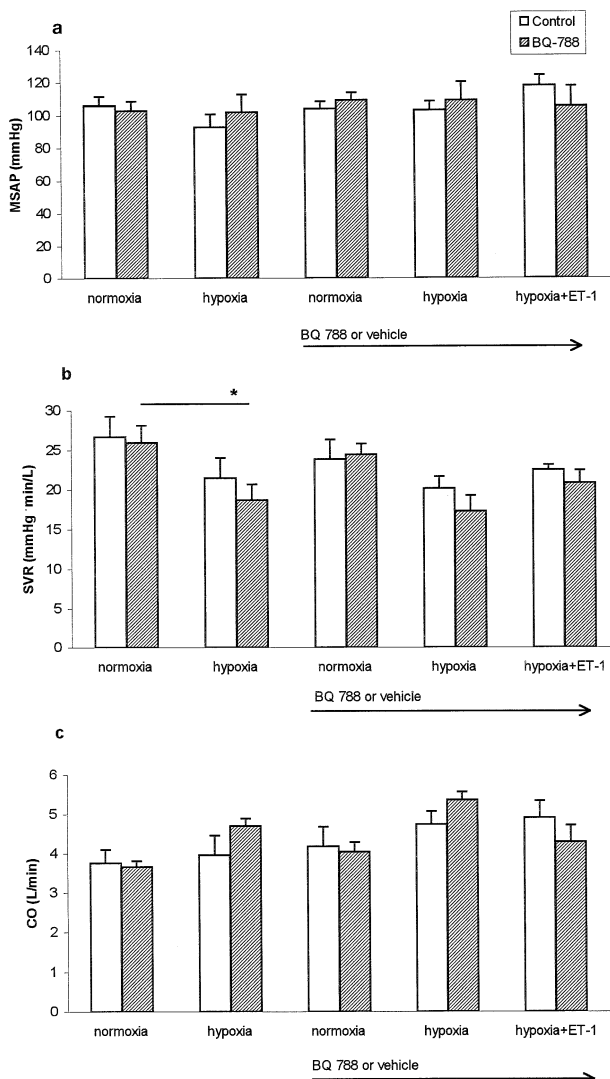 a
Control
BQ-788
MSAP (mmHg)
140
120
100
80
60
40
20
0
normoxia hypoxia normoxia hypoxia hypoxia+ET-1
BQ 788 or vehicle
b
*
SVR (mmHg·min/L)
30
25
20
15
10
5
0
normoxia hypoxia normoxia hypoxia hypoxia+ET-1
BQ 788 or vehicle
c
CO (L/min)
6
5
4
3
2
1
0
normoxia hypoxia normoxia hypoxia hypoxia+ET-1
BQ 788 or vehicle